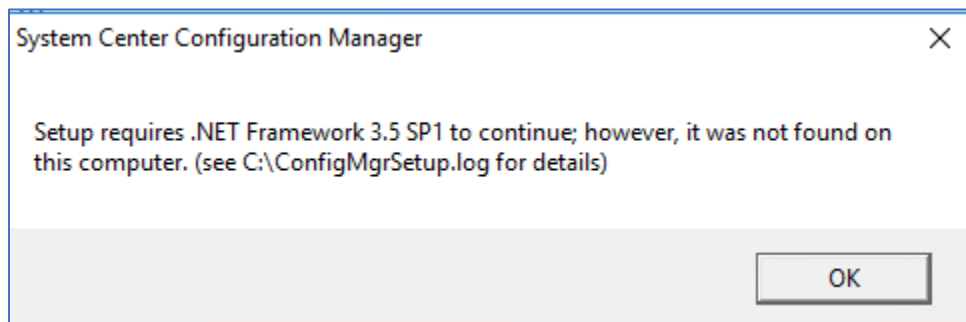 System Center Configuration Manager
Setup requires .NET Framework 3.5 SP1 to continue; however, it was not found on
this computer. (see C:\ConfigMgrSetup.log for details)
OK